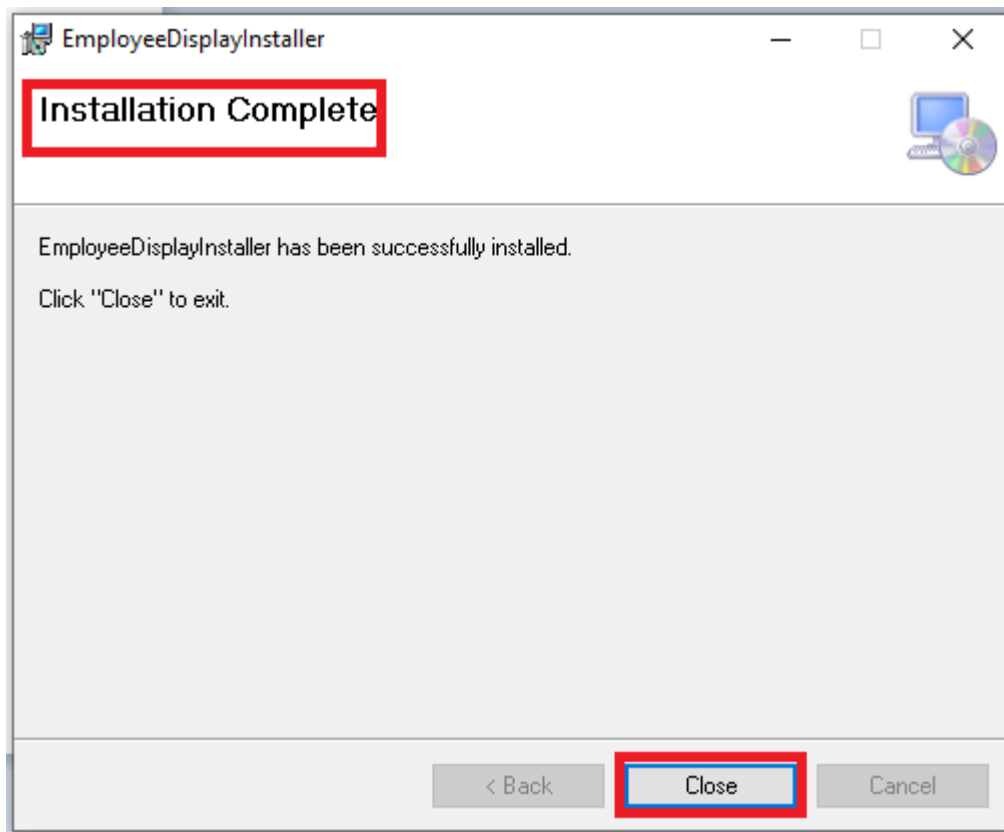 EmployeeDisplayInstaller
Installation Complete
EmployeeDisplayInstaller has been successfully installed.
Click "Close" to exit.
< Back
Close
Cancel